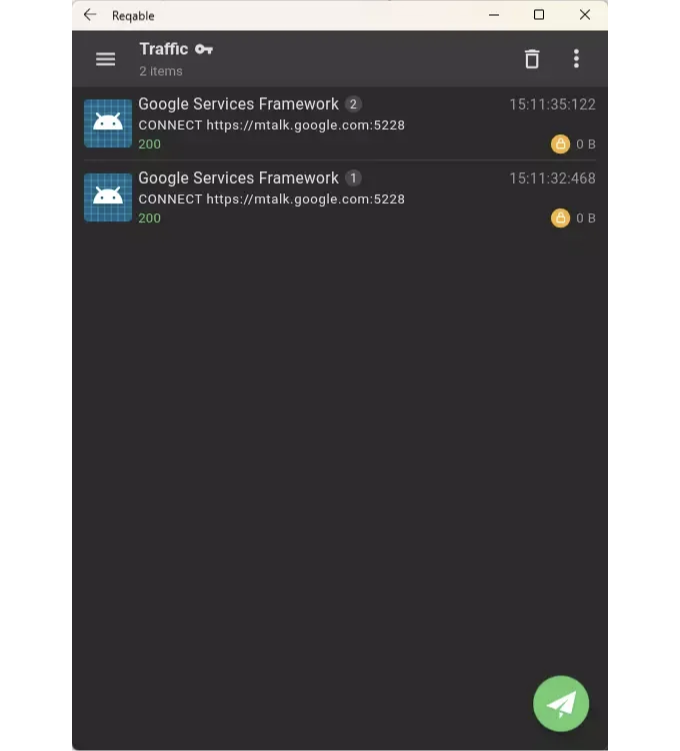 Reqable
Traffic
2 items
Google Services Framework 2 15:11:35:122
CONNECT https://mtalk.google.com:5228
200 0 B
Google Services Framework 1 15:11:32:468
CONNECT https://mtalk.google.com:5228
200 0 B